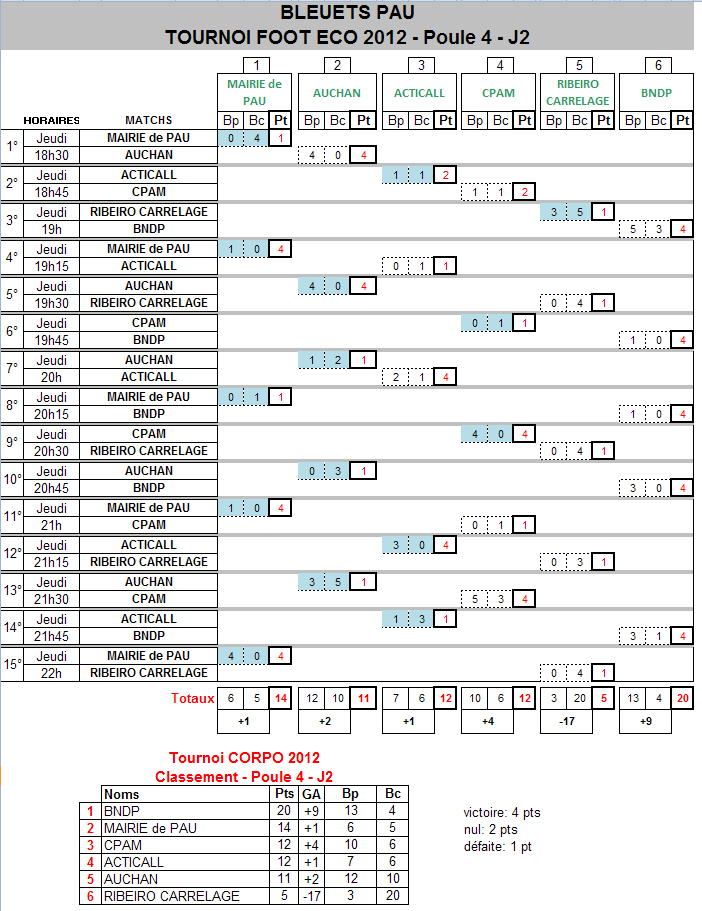 BLEUETS PAU
TOURNOI FOOT ECO 2012 - Poule 4 - J2
1 2 3 4 5 6
MAIRIE de PAU AUCHAN ACTICALL CPAM RIBEIRO CARRELAGE BNDP
HORAIRES MATCHS Bp Bc Pt Bp Bc Pt Bp Bc Pt Bp Bc Pt Bp Bc Pt Bp Bc Pt
1° Jeudi MAIRIE de PAU 0 4 1
18h30 AUCHAN 4 0 4
2° Jeudi ACTICALL 1 1 2
18h45 CPAM 1 1 2
3° Jeudi RIBEIRO CARRELAGE 3 5 1
19h BNDP 5 3 4
4° Jeudi MAIRIE de PAU 1 0 4
19h15 ACTICALL 0 1 1
5° Jeudi AUCHAN 4 0 4
19h30 RIBEIRO CARRELAGE 0 4 1
6° Jeudi CPAM 0 1 1
19h45 BNDP 1 0 4
7° Jeudi AUCHAN 1 2 1
20h ACTICALL 2 1 4
8° Jeudi MAIRIE de PAU 0 1 1
20h15 BNDP 1 0 4
9° Jeudi CPAM 4 0 4
20h30 RIBEIRO CARRELAGE 0 4 1
10° Jeudi AUCHAN 0 3 1
20h45 BNDP 3 0 4
11° Jeudi MAIRIE de PAU 1 0 4
21h CPAM 0 1 1
12° Jeudi ACTICALL 3 0 4
21h15 RIBEIRO CARRELAGE 0 3 1
13° Jeudi AUCHAN 3 5 1
21h30 CPAM 5 3 4
14° Jeudi ACTICALL 1 3 1
21h45 BNDP 3 1 4
15° Jeudi MAIRIE de PAU 4 0 4
22h RIBEIRO CARRELAGE 0 4 1
Totaux 6 5 14 12 10 11 7 6 12 10 6 12 3 20 5 13 4 20
+1 +2 +1 +4 -17 +9
Tournoi CORPO 2012
Classement - Poule 4 - J2
Noms Pts GA Bp Bc
1 BNDP 20 +9 13 4
2 MAIRIE de PAU 14 +1 6 5
3 CPAM 12 +4 10 6
4 ACTICALL 12 +1 7 6
5 AUCHAN 11 +2 12 10
6 RIBEIRO CARRELAGE 5 -17 3 20
victoire: 4 pts
nul: 2 pts
défaite: 1 pt